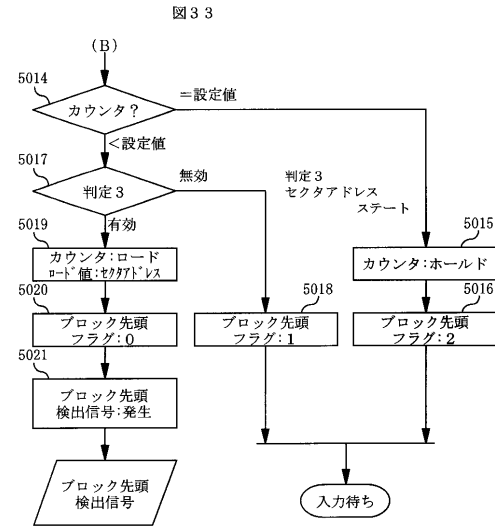 図33
(B)
5014
カウンタ?
=設定値
<設定値
5017
判定3
無効
有効
判定3
セクタアドレス
ステート
5019
カウンタ:ロード
ロード値:セクタアドレス
5015
カウンタ:ホールド
5020
ブロック先頭
フラグ:0
5018
ブロック先頭
フラグ:1
5016
ブロック先頭
フラグ:2
5021
ブロック先頭
検出信号:発生
ブロック先頭
検出信号
入力待ち